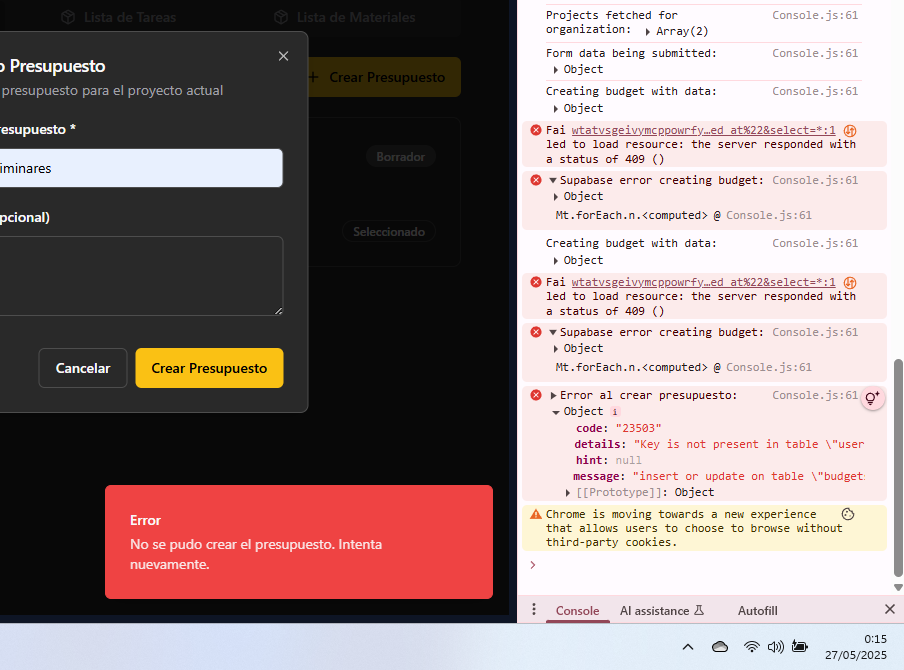 Lista de Tareas
Lista de Materiales
Presupuesto
presupuesto para el proyecto actual
+ Crear Presupuesto
resupuesto *
iminares
Borrador
pcional)
Seleccionado
Cancelar
Crear Presupuesto
Error
No se pudo crear el presupuesto. Intenta
nuevamente.
Projects fetched for Console.js:61
organization: Array(2)
Form data being submitted: Console.js:61
Object
Creating budget with data: Console.js:61
Object
Fai wtatvsgeivymcppowrfy…ed_at%22&select=*:1
led to load resource: the server responded with
a status of 409 ()
Supabase error creating budget: Console.js:61
Object
Mt.forEach.n.<computed> @ Console.js:61
Creating budget with data: Console.js:61
Object
Fai wtatvsgeivymcppowrfy…ed_at%22&select=*:1
led to load resource: the server responded with
a status of 409 ()
Supabase error creating budget: Console.js:61
Object
Mt.forEach.n.<computed> @ Console.js:61
Error al crear presupuesto: Console.js:61
Object i
code: "23503"
details: "Key is not present in table \"user
hint: null
message: "insert or update on table \"budget
[[Prototype]]: Object
Chrome is moving towards a new experience
that allows users to choose to browse without
third-party cookies.
Console
AI assistance
Autofill
0:15
27/05/2025